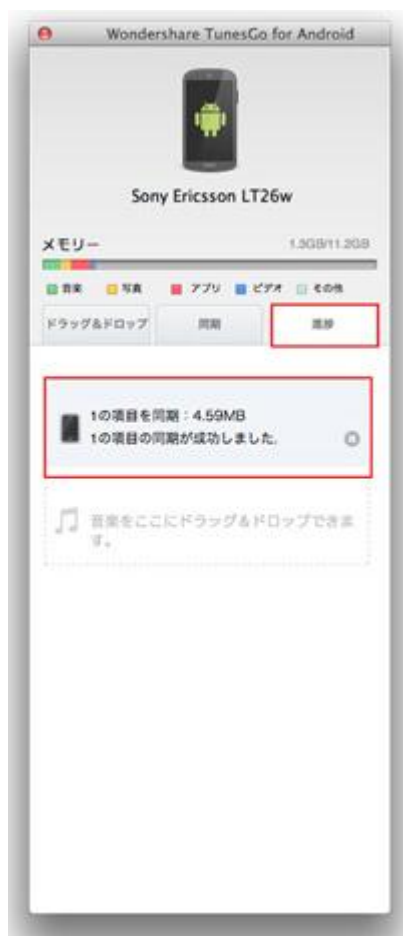 Wondershare TunesGo for Android
Sony Ericsson LT26w
メモリー
1.3GB/11.2GB
音楽 写真 アプリ ビデオ その他
ドラッグ&ドロップ 同期 進捗
1の項目を同期：4.59MB
1の項目の同期が成功しました.
音楽をここにドラッグ&ドロップできま
す。